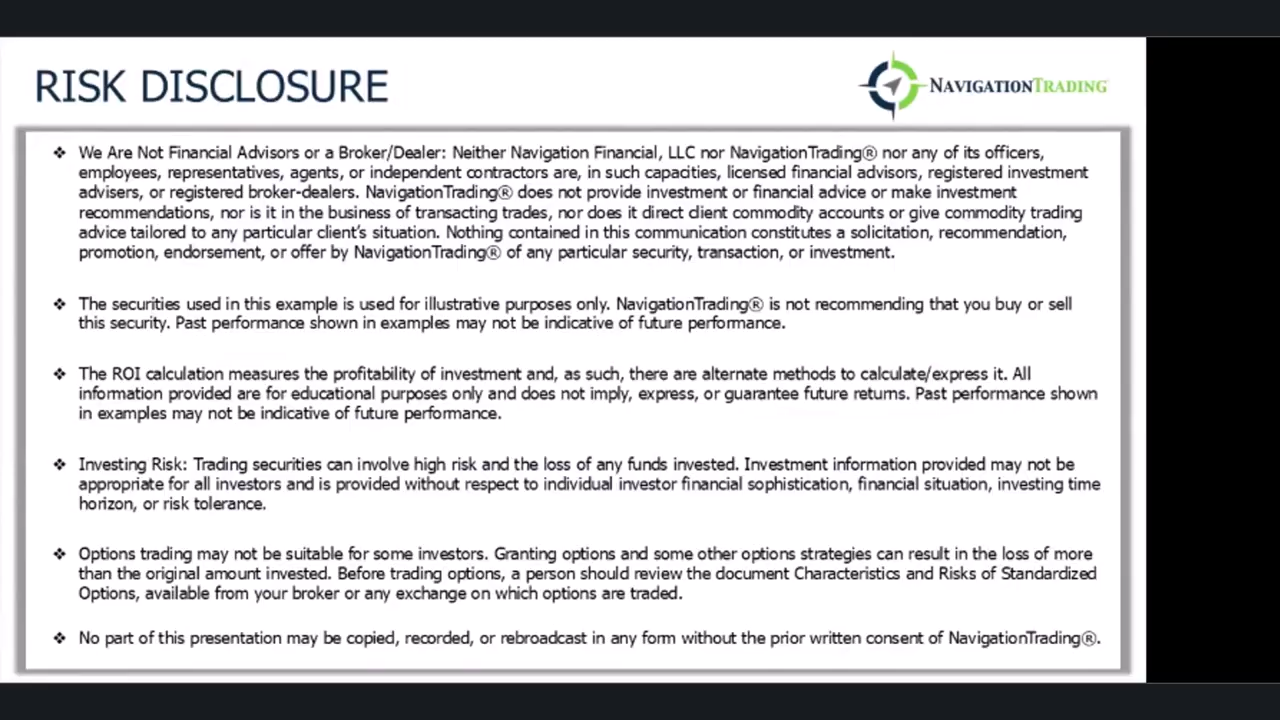 RISK DISCLOSURE
NAVIGATIONTRADING
❖ We Are Not Financial Advisors or a Broker/Dealer: Neither Navigation Financial, LLC nor NavigationTrading® nor any of its officers,
employees, representatives, agents, or independent contractors are, in such capacities, licensed financial advisors, registered investment
advisers, or registered broker-dealers. NavigationTrading® does not provide investment or financial advice or make investment
recommendations, nor is it in the business of transacting trades, nor does it direct client commodity accounts or give commodity trading
advice tailored to any particular client's situation. Nothing contained in this communication constitutes a solicitation, recommendation,
promotion, endorsement, or offer by NavigationTrading® of any particular security, transaction, or investment.
❖ The securities used in this example is used for illustrative purposes only. NavigationTrading® is not recommending that you buy or sell
this security. Past performance shown in examples may not be indicative of future performance.
❖ The ROI calculation measures the profitability of investment and, as such, there are alternate methods to calculate/express it. All
information provided are for educational purposes only and does not imply, express, or guarantee future returns. Past performance shown
in examples may not be indicative of future performance.
❖ Investing Risk: Trading securities can involve high risk and the loss of any funds invested. Investment information provided may not be
appropriate for all investors and is provided without respect to individual investor financial sophistication, financial situation, investing time
horizon, or risk tolerance.
❖ Options trading may not be suitable for some investors. Granting options and some other options strategies can result in the loss of more
than the original amount invested. Before trading options, a person should review the document Characteristics and Risks of Standardized
Options, available from your broker or any exchange on which options are traded.
❖ No part of this presentation may be copied, recorded, or rebroadcast in any form without the prior written consent of NavigationTrading®.